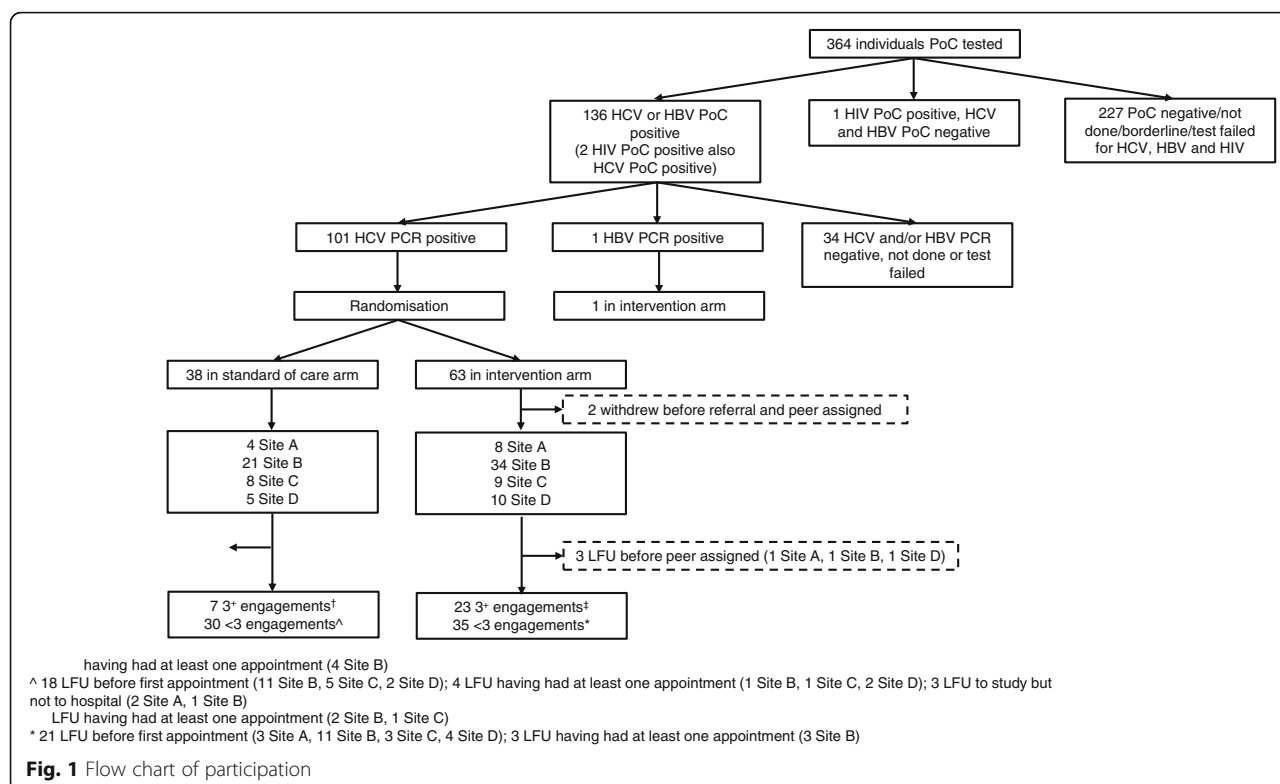 364 individuals PoC tested
136 HCV or HBV PoC
positive
(2 HIV PoC positive also
HCV PoC positive)
1 HIV PoC positive, HCV
and HBV PoC negative
227 PoC negative/not
done/borderline/test failed
for HCV, HBV and HIV
101 HCV PCR positive
1 HBV PCR positive
34 HCV and/or HBV PCR
negative, not done or test
failed
Randomisation
1 in intervention arm
38 in standard of care arm
63 in intervention arm
2 withdrew before referral and peer assigned
4 Site A
21 Site B
8 Site C
5 Site D
8 Site A
34 Site B
9 Site C
10 Site D
3 LFU before peer assigned (1 Site A, 1 Site B, 1 Site D)
7 3⁺ engagements†
30 <3 engagements^
23 3⁺ engagements‡
35 <3 engagements*
having had at least one appointment (4 Site B)
^ 18 LFU before first appointment (11 Site B, 5 Site C, 2 Site D); 4 LFU having had at least one appointment (1 Site B, 1 Site C, 2 Site D); 3 LFU to study but
not to hospital (2 Site A, 1 Site B)
LFU having had at least one appointment (2 Site B, 1 Site C)
* 21 LFU before first appointment (3 Site A, 11 Site B, 3 Site C, 4 Site D); 3 LFU having had at least one appointment (3 Site B)
Fig. 1 Flow chart of participation